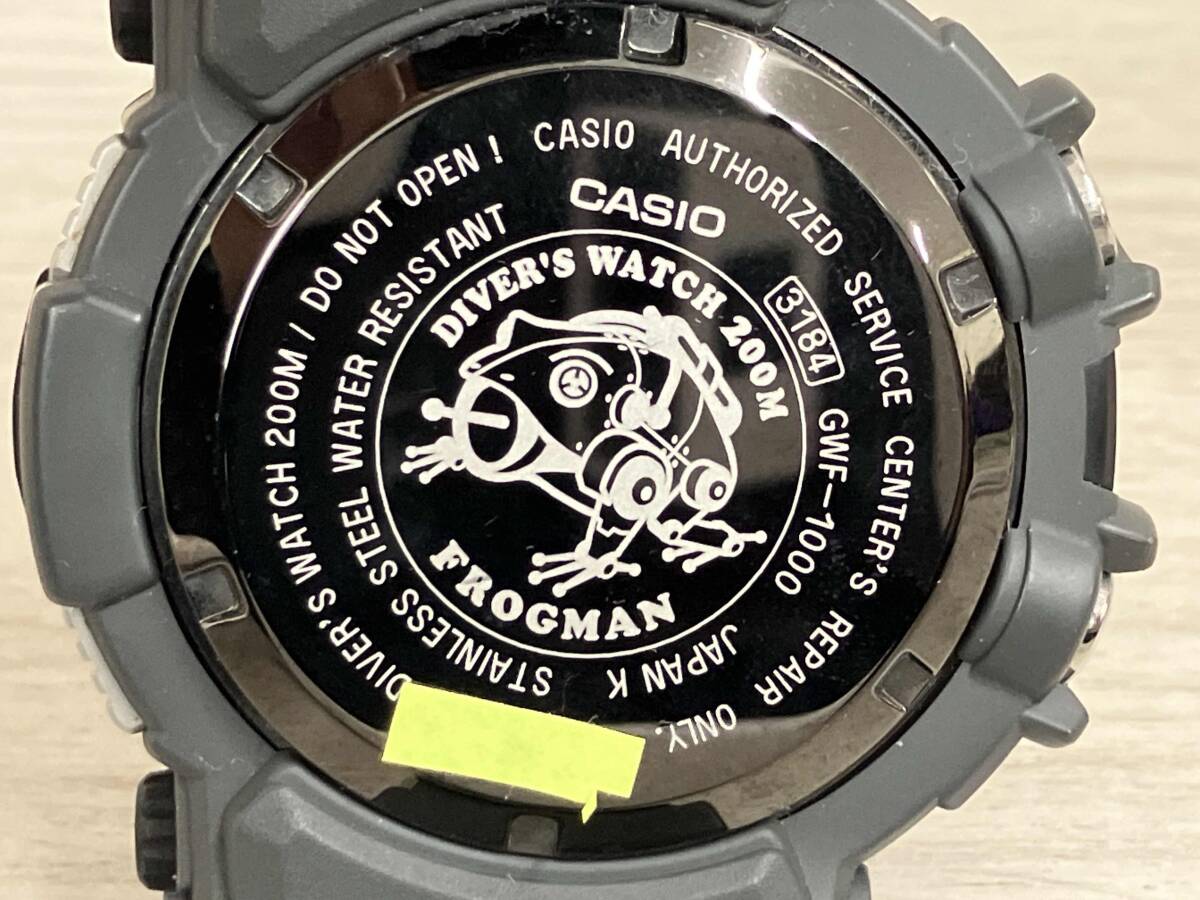 DIVER'S WATCH 200M / DO NOT OPEN ! CASIO AUTHORIZED SERVICE CENTER'S REPAIR ONLY.
STAINLESS STEEL WATER RESISTANT
CASIO
3184 GWF-1000
JAPAN K
DIVER'S WATCH 200M
FROGMAN